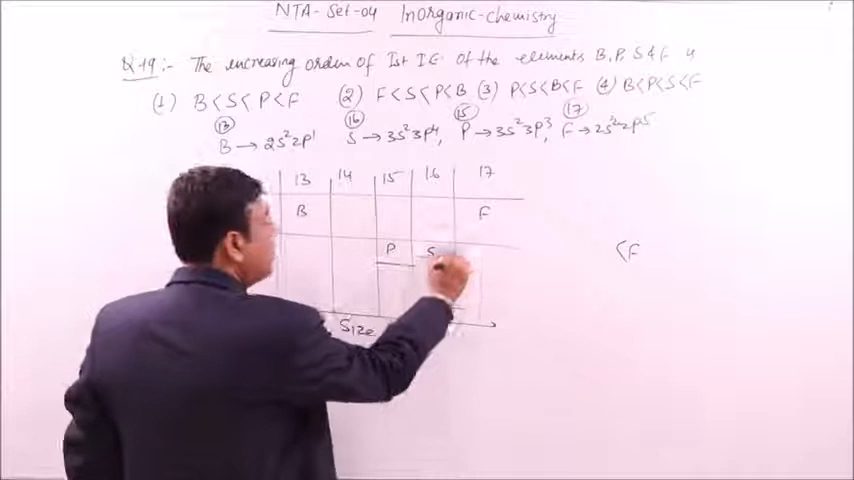 NTA-Set-04 Inorganic-chemistry
Q.19:- The increasing order of Ist IE of the elements B, P, S & F is
(1) B<S<P<F (2) F<S<P<B (3) P<S<B<F (4) B<P<S<F
(13) (16) (15) (17)
B → 2s²2p¹ S → 3s²3p⁴, P → 3s²3p³, F → 2s²2p⁵
13 14 15 16 17
B F
P S <F
Size